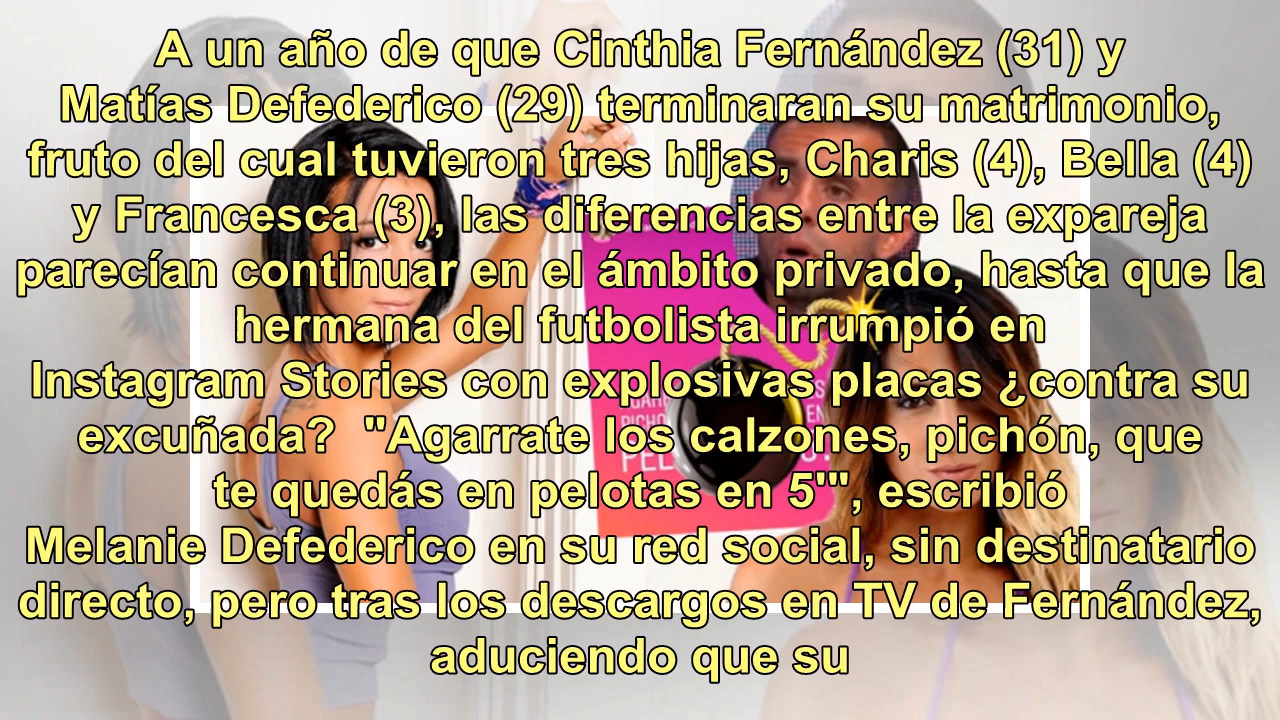 A un año de que Cinthia Fernández (31) y
Matías Defederico (29) terminaran su matrimonio,
fruto del cual tuvieron tres hijas, Charis (4), Bella (4)
y Francesca (3), las diferencias entre la expareja
parecían continuar en el ámbito privado, hasta que la
hermana del futbolista irrumpió en
Instagram Stories con explosivas placas ¿contra su
excuñada?  "Agarrate los calzones, pichón, que
te quedás en pelotas en 5'", escribió
Melanie Defederico en su red social, sin destinatario
directo, pero tras los descargos en TV de Fernández,
aduciendo que su